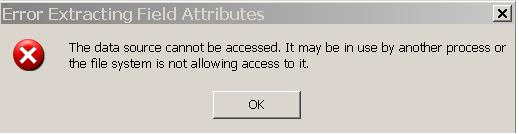 Error Extracting Field Attributes
The data source cannot be accessed. It may be in use by another process or
the file system is not allowing access to it.
OK